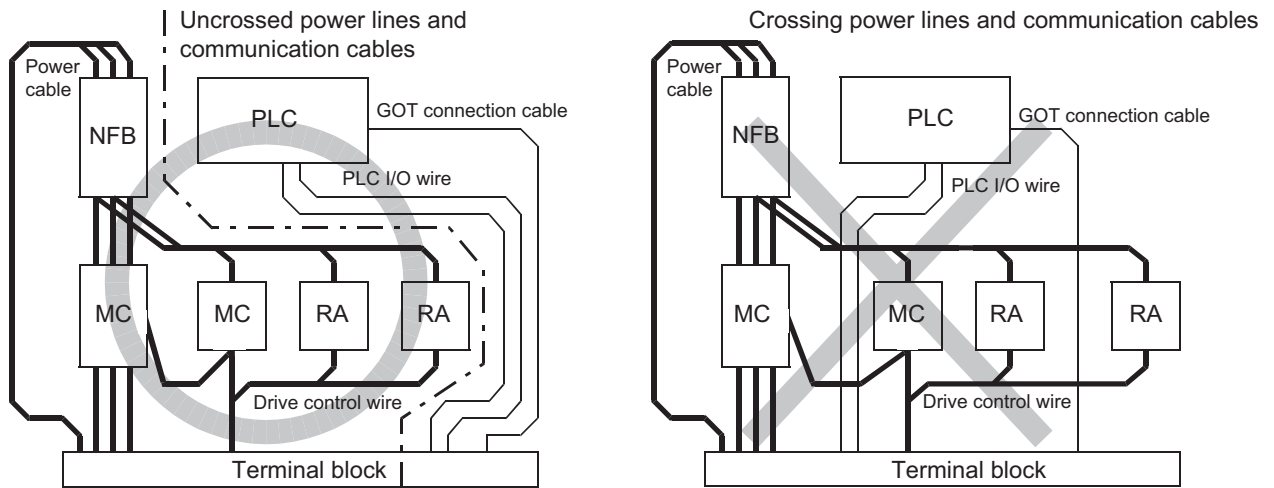 Uncrossed power lines and
communication cables
Power
cable
NFB
PLC
GOT connection cable
PLC I/O wire
MC
MC
RA
RA
Drive control wire
Terminal block
Crossing power lines and communication cables
Power
cable
NFB
PLC
GOT connection cable
PLC I/O wire
MC
MC
RA
RA
Drive control wire
Terminal block